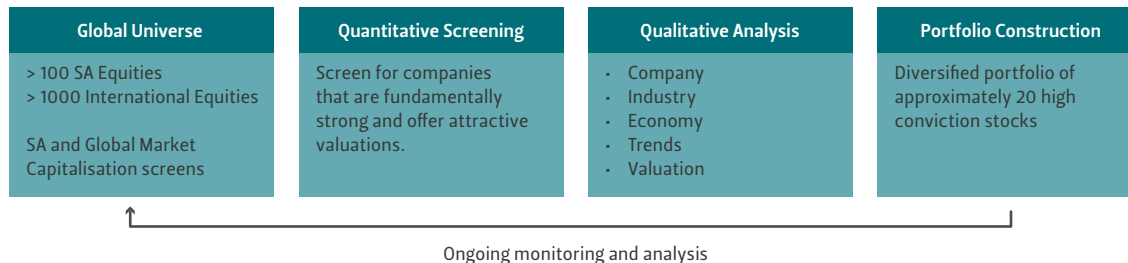 Global Universe
> 100 SA Equities
> 1000 International Equities
SA and Global Market
Capitalisation screens
Quantitative Screening
Screen for companies
that are fundamentally
strong and offer attractive
valuations.
Qualitative Analysis
· Company
· Industry
· Economy
· Trends
· Valuation
Portfolio Construction
Diversified portfolio of
approximately 20 high
conviction stocks
Ongoing monitoring and analysis